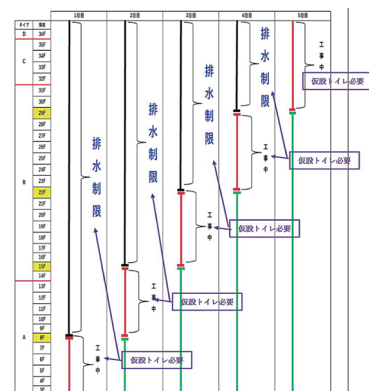 1回目 2回目 3回目 4回目 5回目
タイプ 階数
D 36F
35F
C 34F
33F
32F
31F
30F
29F
28F
27F
26F
25F
24F
23F
B 22F
21F
20F
19F
18F
17F
16F
15F
14F
13F
12F
11F
10F
9F
A 8F
7F
6F
5F
4F
排水制限
排水制限
排水制限
排水制限
工事中
工事中
工事中
工事中
工事中
仮設トイレ必要
仮設トイレ必要
仮設トイレ必要
仮設トイレ必要
仮設トイレ必要